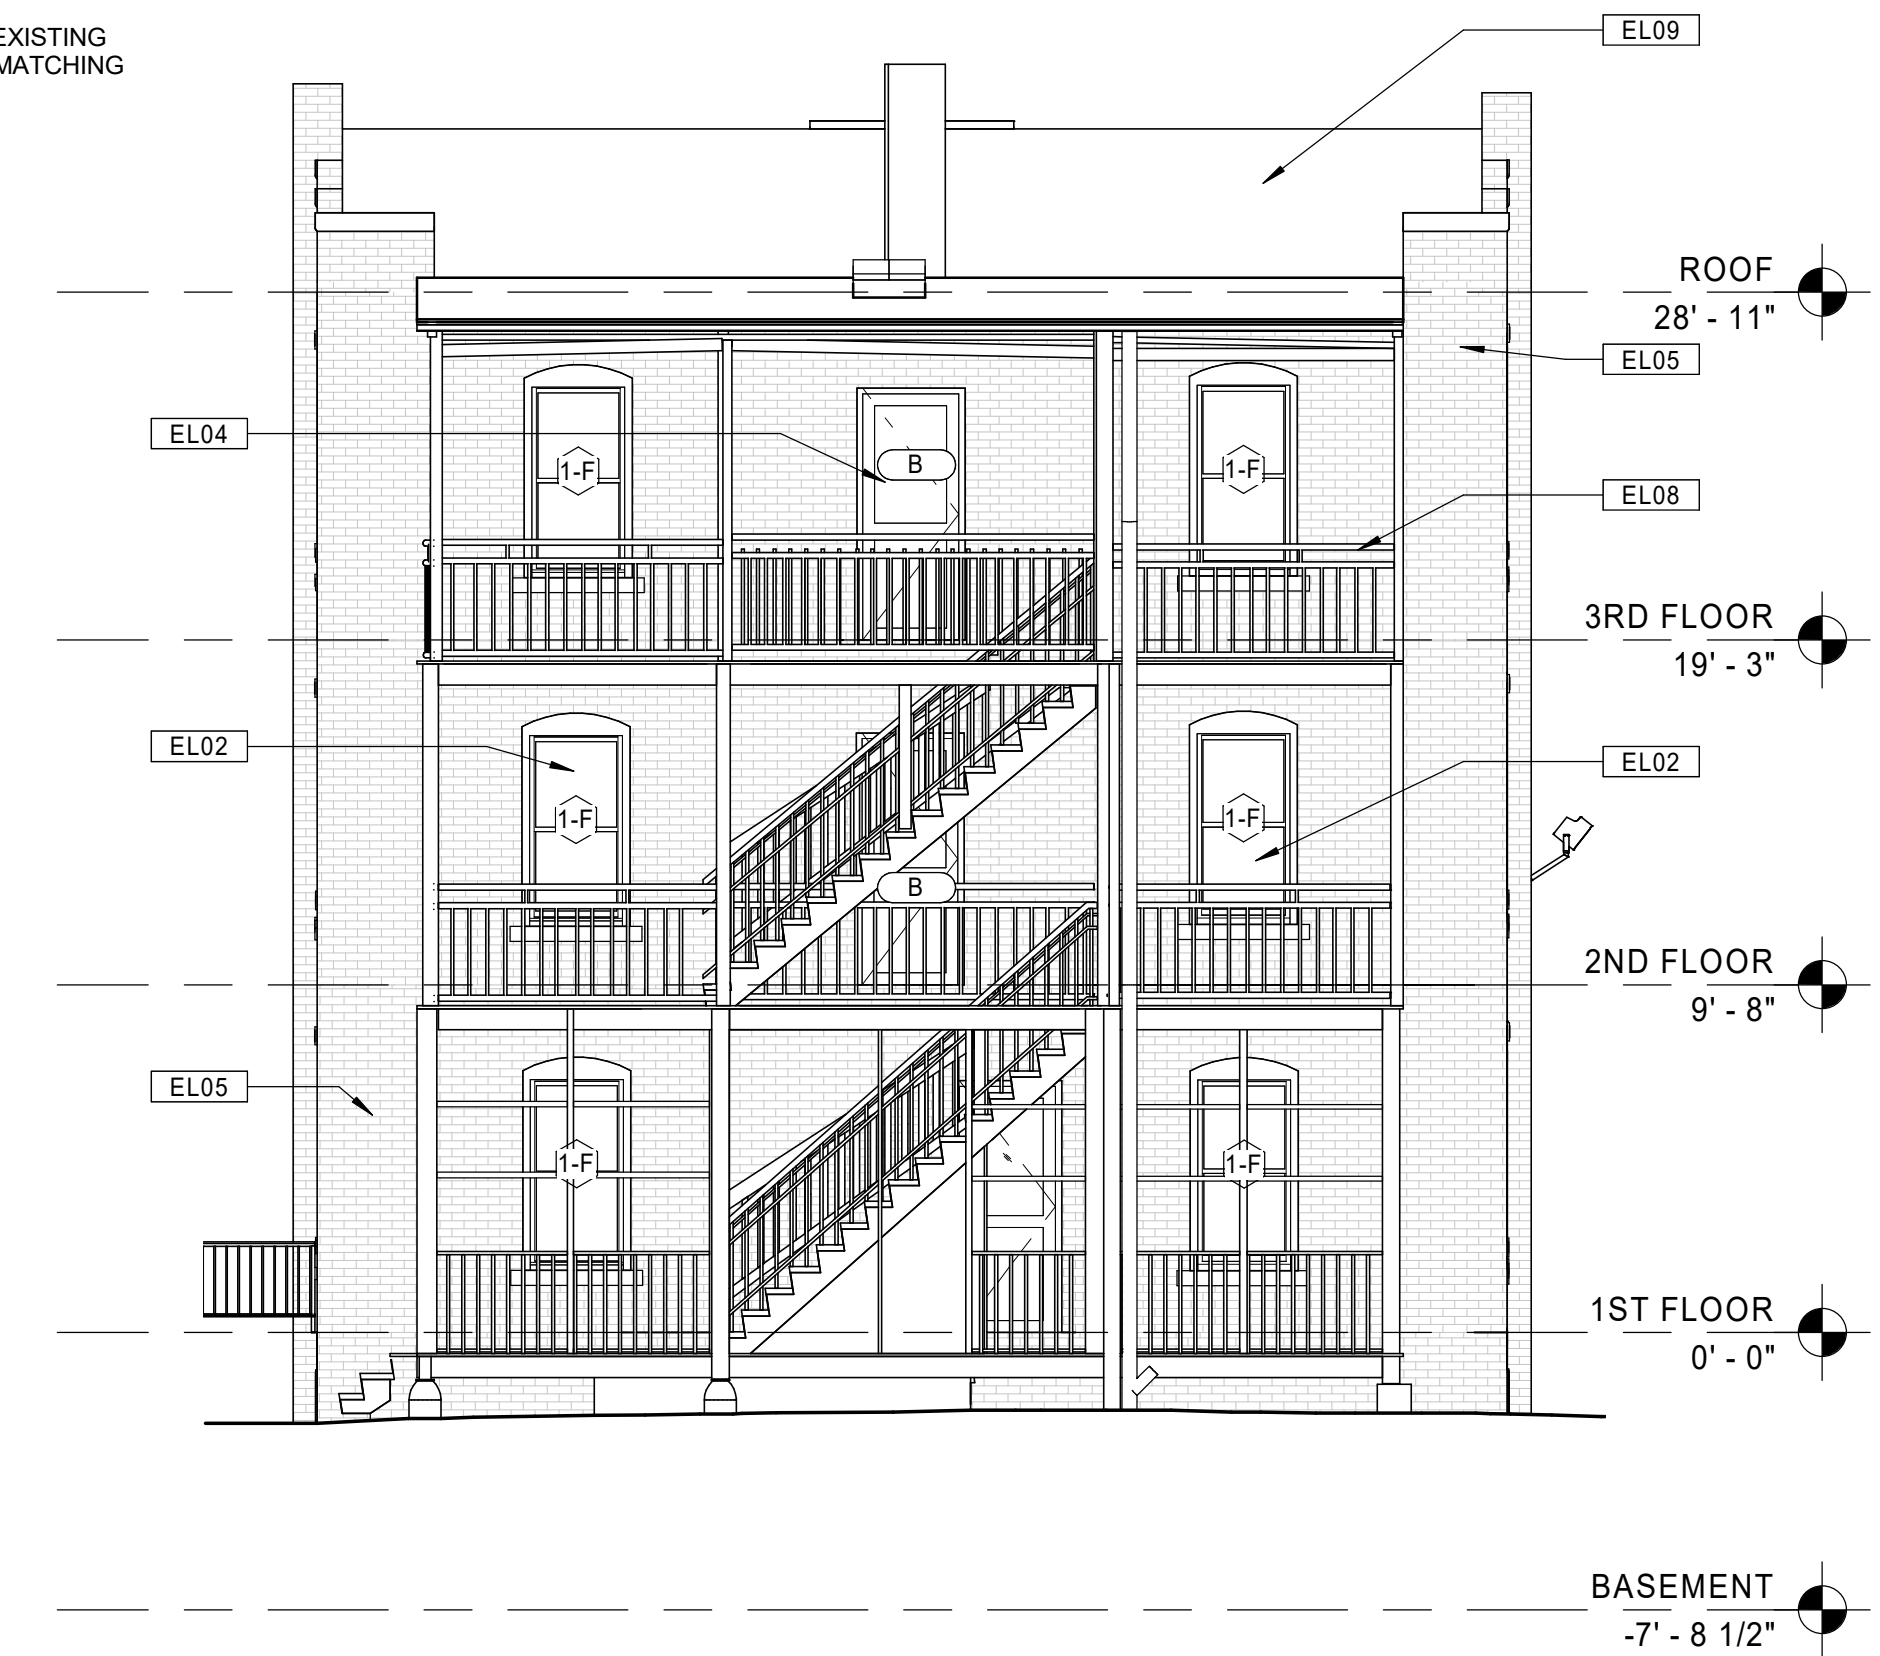 EXISTING
MATCHING
EL09
ROOF
28' - 11"
EL05
EL04
B
1-F
1-F
EL08
3RD FLOOR
19' - 3"
EL02
EL02
1-F
1-F
B
2ND FLOOR
9' - 8"
EL05
1-F
1-F
1ST FLOOR
0' - 0"
BASEMENT
-7' - 8 1/2"